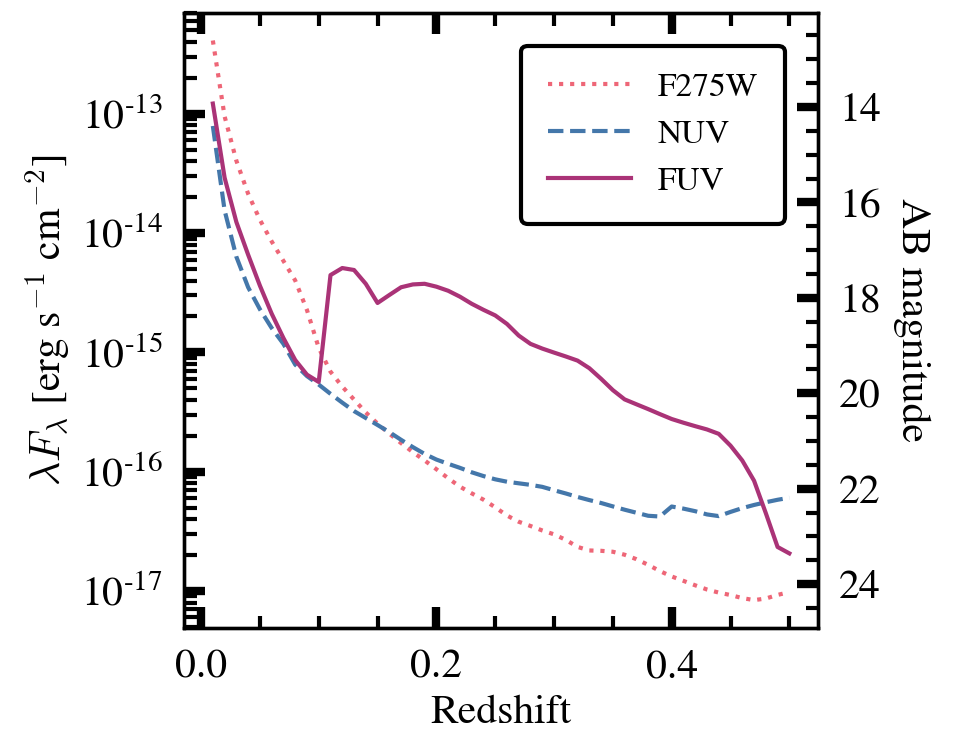 F275W
NUV
FUV
10⁻¹³
10⁻¹⁴
10⁻¹⁵
10⁻¹⁶
10⁻¹⁷
λF_λ [erg s⁻¹ cm⁻²]
14
16
18
20
22
24
AB magnitude
0.0 0.2 0.4
Redshift